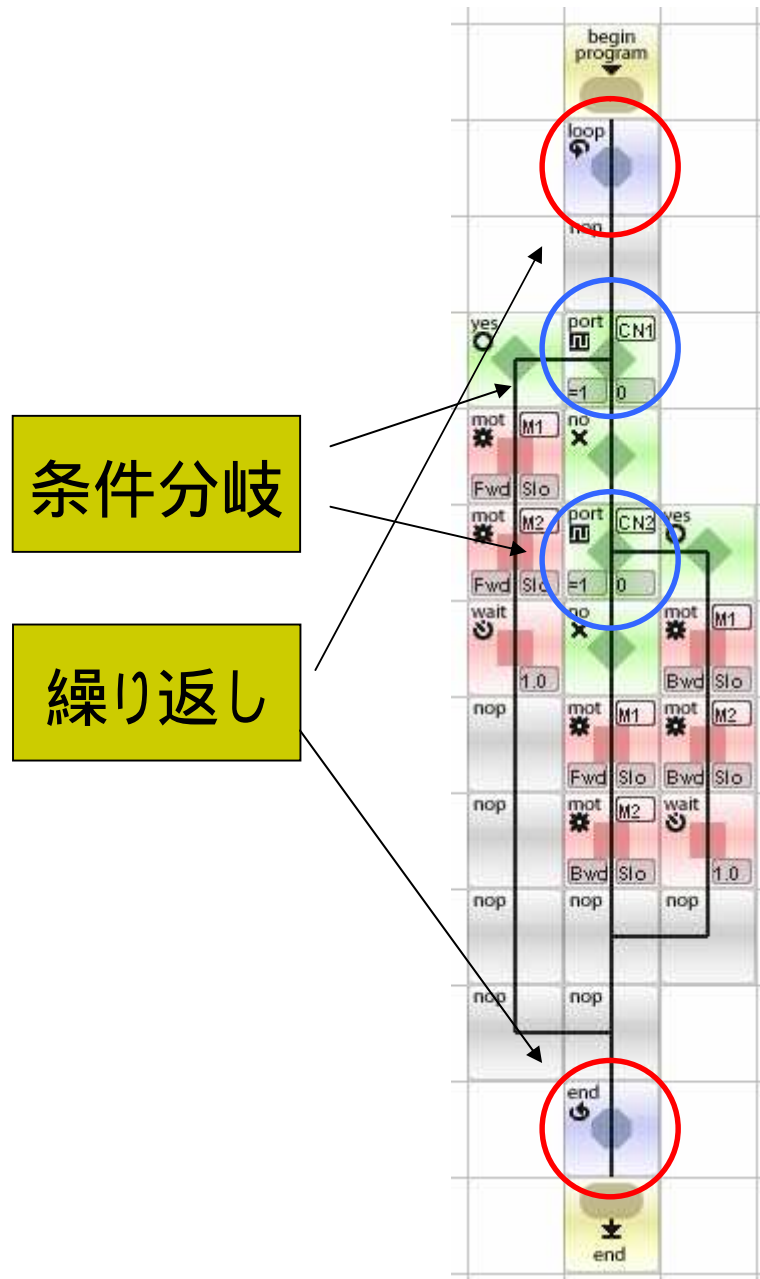 begin
program
loop
nop
yes
port
CN1
=1
0
条件分岐
mot
M1
Fwd
Slo
no
mot
M2
Fwd
Slo
port
CN2
=1
0
yes
wait
1.0
no
mot
M1
Bwd
Slo
繰り返し
nop
mot
M1
Fwd
Slo
mot
M2
Bwd
Slo
nop
mot
M2
Bwd
Slo
wait
1.0
nop
nop
nop
nop
nop
end
end